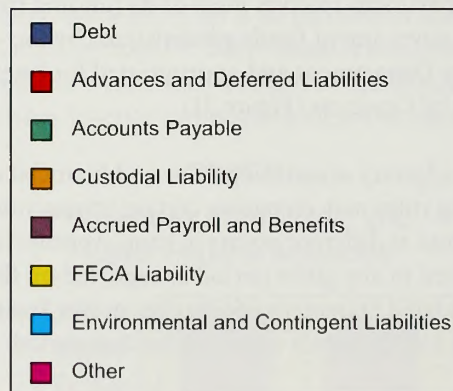 Debt
Advances and Deferred Liabilities
Accounts Payable
Custodial Liability
Accrued Payroll and Benefits
FECA Liability
Environmental and Contingent Liabilities
Other